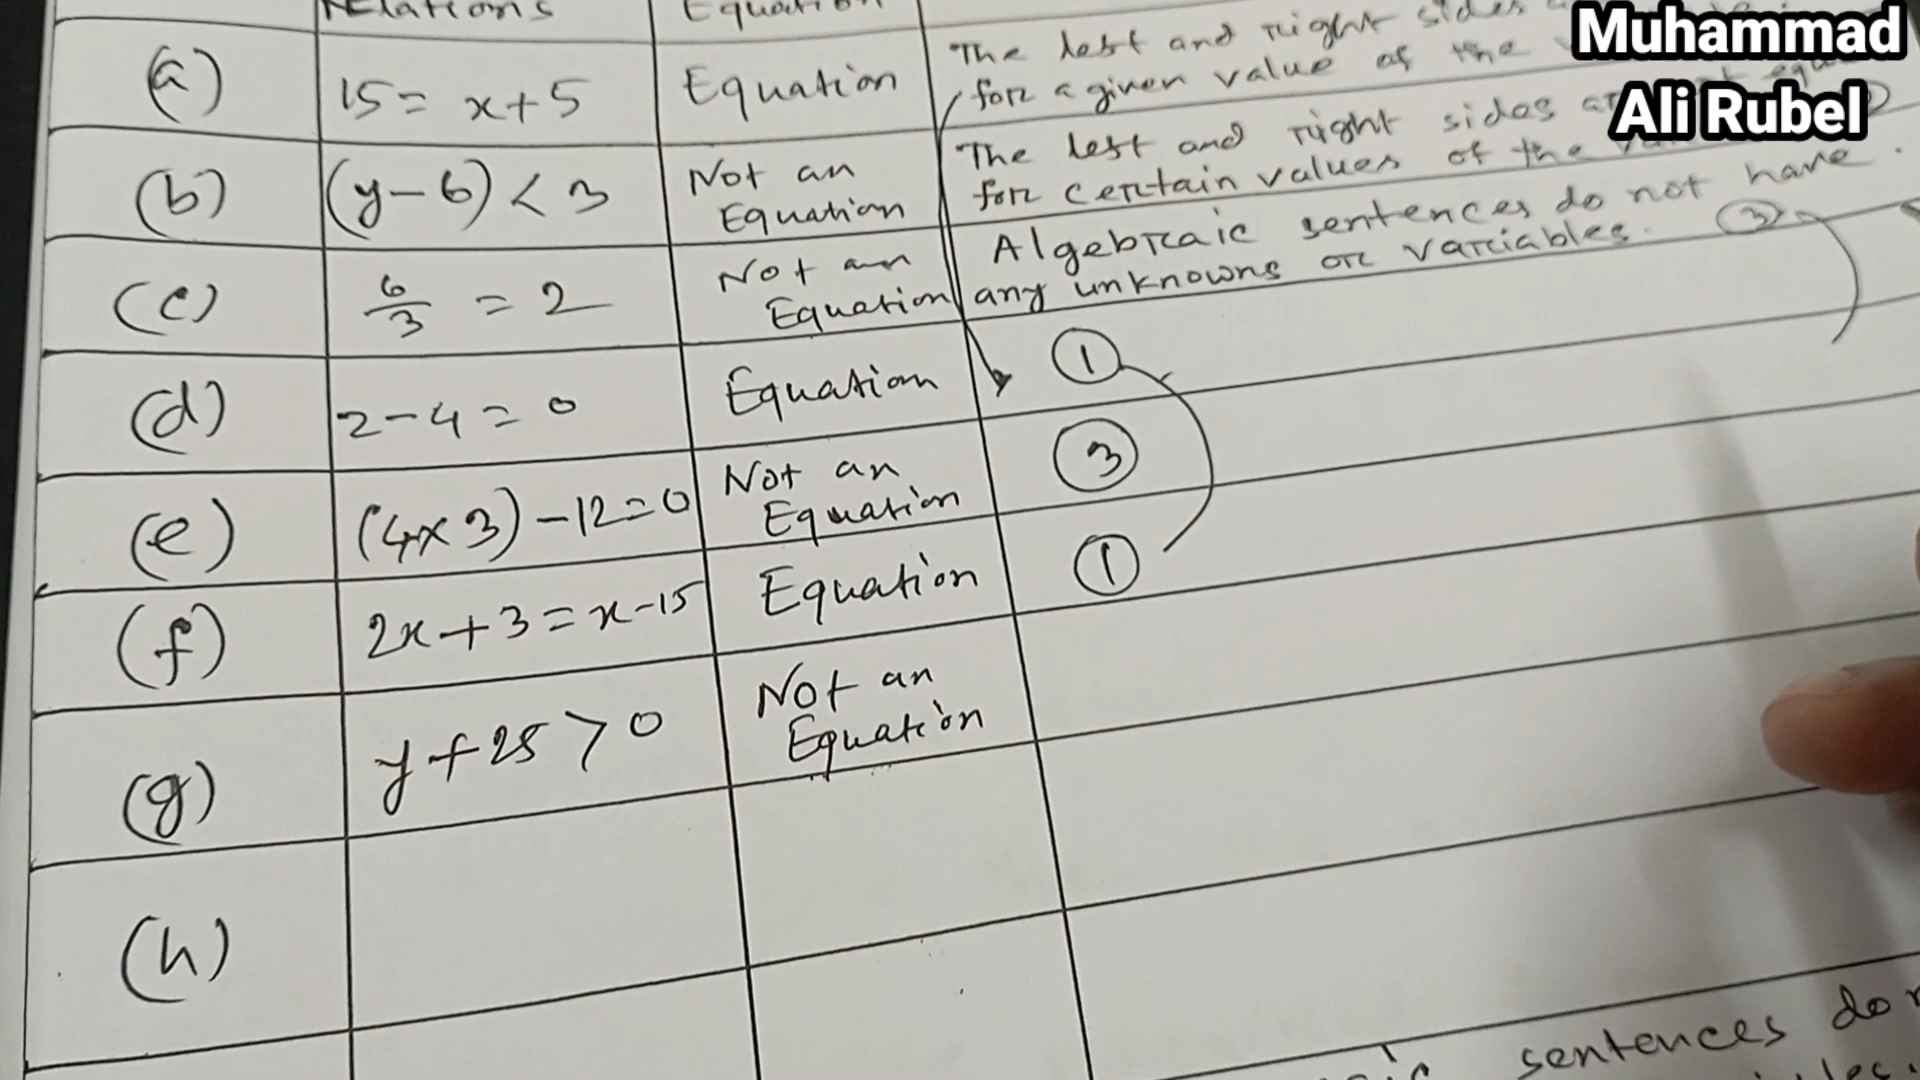 Relations Equation
(a) 15 = x+5 Equation The left and right sides
for a given value of the
(b) (y-6) < 3 Not an Equation The left and right sides
for certain values of the
(c) 6/3 = 2 Not an Equation Algebraic sentences do not have
any unknowns or variables. 3
(d) 2-4 = 0 Equation 1
(e) (4x3)-12=0 Not an Equation 3
(f) 2x+3=x-15 Equation 1
(g) y+25 > 0 Not an Equation
(h)
sentences do
Muhammad
Ali Rubel